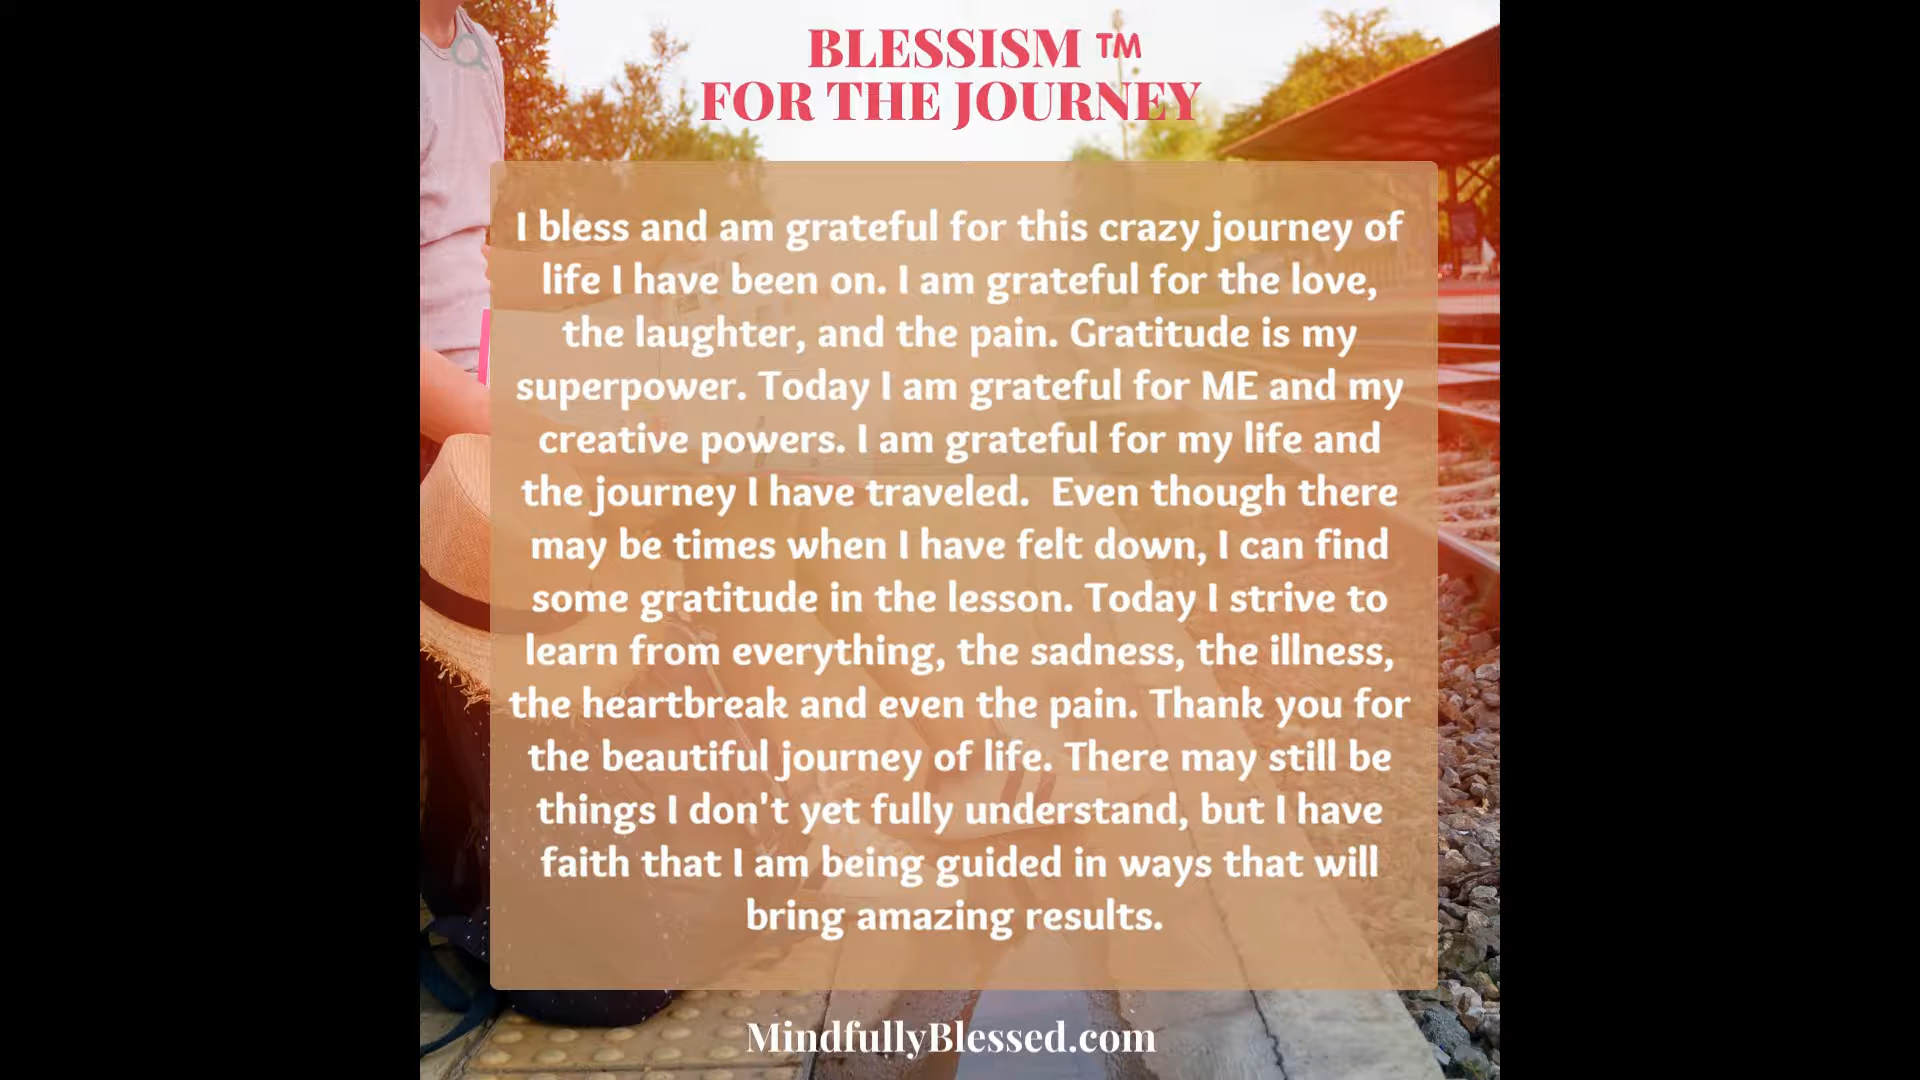 BLESSISM ™
FOR THE JOURNEY
I bless and am grateful for this crazy journey of
life I have been on. I am grateful for the love,
the laughter, and the pain. Gratitude is my
superpower. Today I am grateful for ME and my
creative powers. I am grateful for my life and
the journey I have traveled.  Even though there
may be times when I have felt down, I can find
some gratitude in the lesson. Today I strive to
learn from everything, the sadness, the illness,
the heartbreak and even the pain. Thank you for
the beautiful journey of life. There may still be
things I don't yet fully understand, but I have
faith that I am being guided in ways that will
bring amazing results.
MindfullyBlessed.com